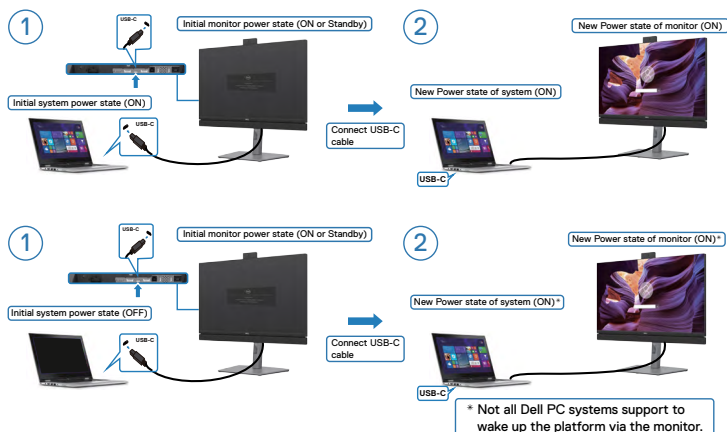 1
USB-C
Initial monitor power state (ON or Standby)
2
New Power state of monitor (ON)
Initial system power state (ON)
USB-C
New Power state of system (ON)
Connect USB-C
cable
USB-C
1
USB-C
Initial monitor power state (ON or Standby)
2
New Power state of monitor (ON)*
Initial system power state (OFF)
USB-C
New Power state of system (ON)*
Connect USB-C
cable
USB-C
* Not all Dell PC systems support to
wake up the platform via the monitor.